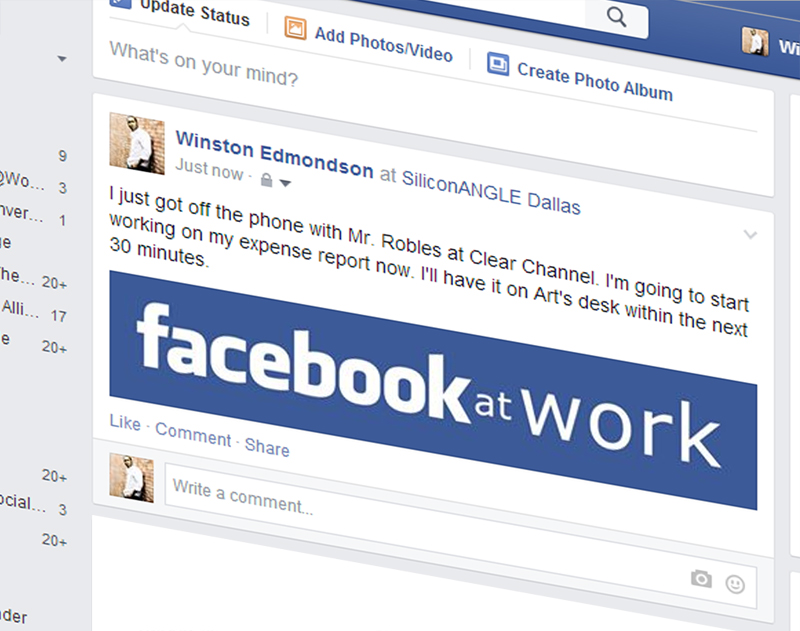 Update Status
Add Photos/Video
Create Photo Album
Wi
What's on your mind?
9
@Wo... 3
nver... 1
ge
he... 20+
Alli... 17
e 20+
20+
ocial... 3
20+
der
Winston Edmondson at SiliconANGLE Dallas
Just now ·
I just got off the phone with Mr. Robles at Clear Channel. I'm going to start
working on my expense report now. I'll have it on Art's desk within the next
30 minutes.
facebook at work
Like · Comment · Share
Write a comment...